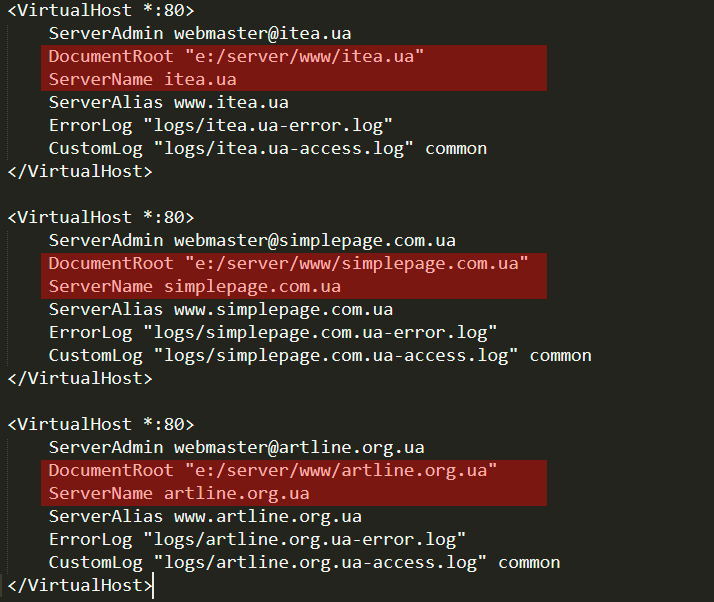 <VirtualHost *:80>
ServerAdmin webmaster@itea.ua
DocumentRoot "e:/server/www/itea.ua"
ServerName itea.ua
ServerAlias www.itea.ua
ErrorLog "logs/itea.ua-error.log"
CustomLog "logs/itea.ua-access.log" common
</VirtualHost>
<VirtualHost *:80>
ServerAdmin webmaster@simplepage.com.ua
DocumentRoot "e:/server/www/simplepage.com.ua"
ServerName simplepage.com.ua
ServerAlias www.simplepage.com.ua
ErrorLog "logs/simplepage.com.ua-error.log"
CustomLog "logs/simplepage.com.ua-access.log" common
</VirtualHost>
<VirtualHost *:80>
ServerAdmin webmaster@artline.org.ua
DocumentRoot "e:/server/www/artline.org.ua"
ServerName artline.org.ua
ServerAlias www.artline.org.ua
ErrorLog "logs/artline.org.ua-error.log"
CustomLog "logs/artline.org.ua-access.log" common
</VirtualHost>